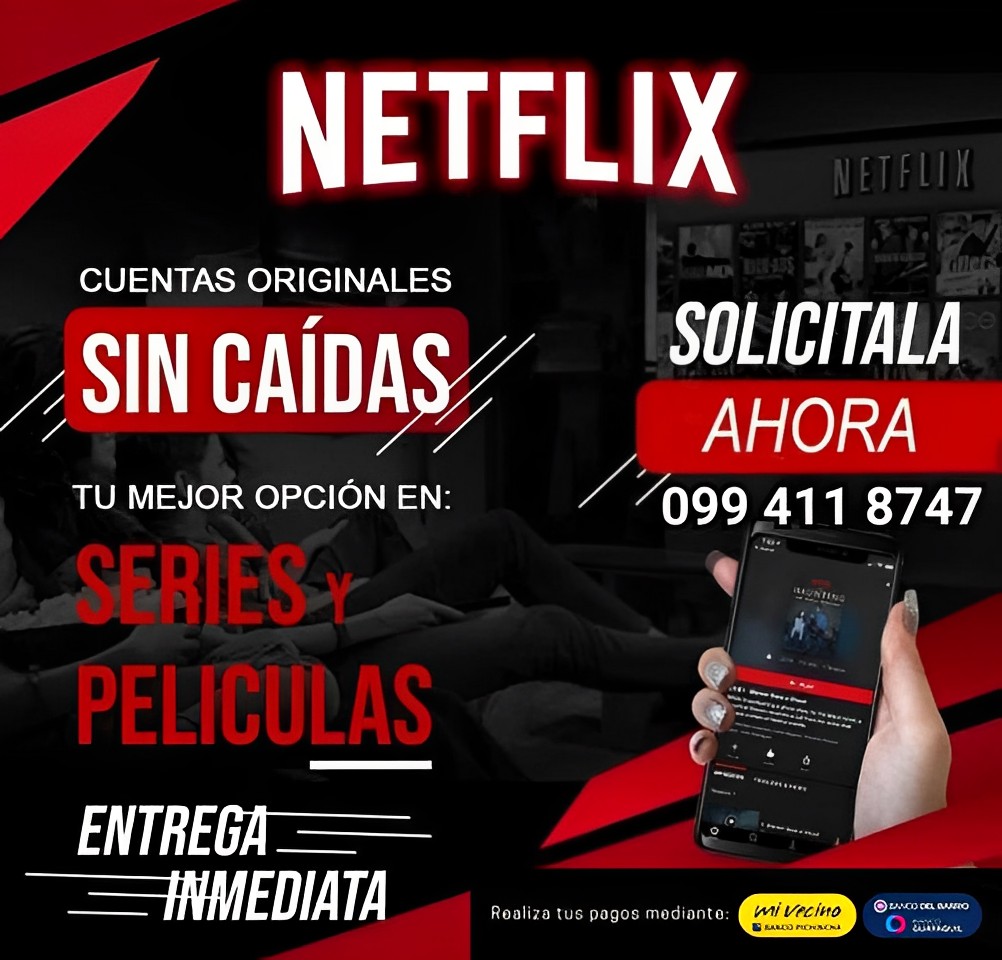 NETFLIX
NETFLIX
CUENTAS ORIGINALES
SIN CAÍDAS
TU MEJOR OPCIÓN EN:
SERIES Y
PELICULAS
ENTREGA
INMEDIATA
SOLICITALA
AHORA
099 411 8747
Realiza tus pagos mediante:
mi vecino
BANCO DEL BARRIO